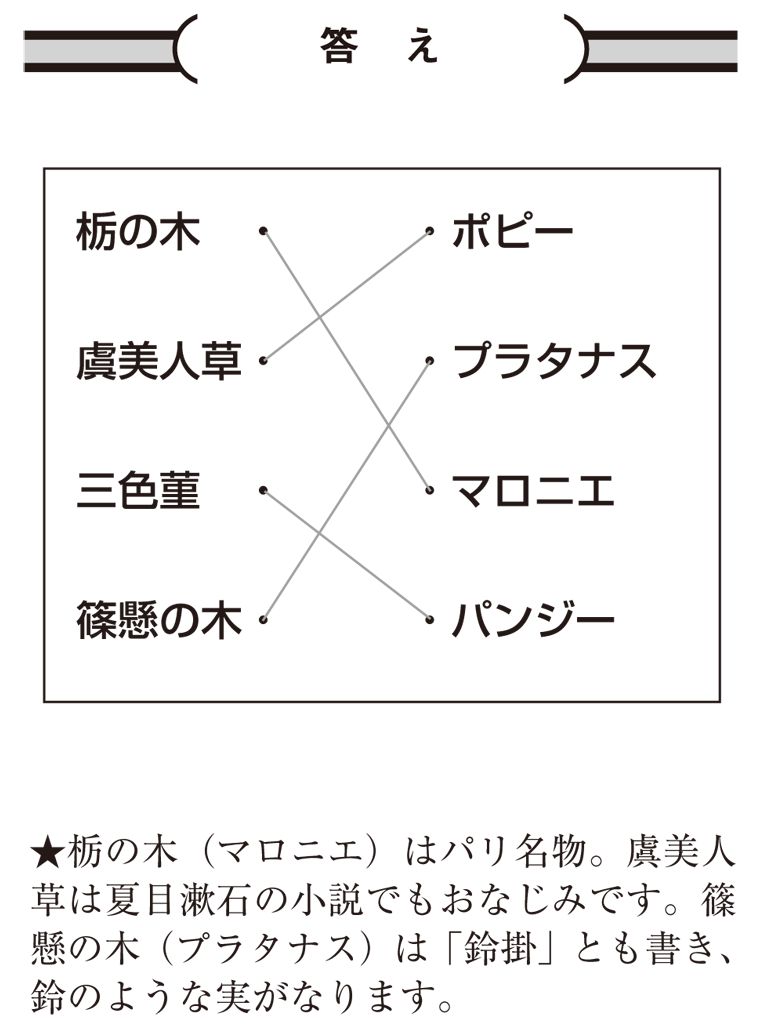 答え
栃の木 ポピー
虞美人草 プラタナス
三色菫 マロニエ
篠懸の木 パンジー
★栃の木（マロニエ）はパリ名物。虞美人
草は夏目漱石の小説でもおなじみです。篠
懸の木（プラタナス）は「鈴掛」とも書き、
鈴のような実がなります。